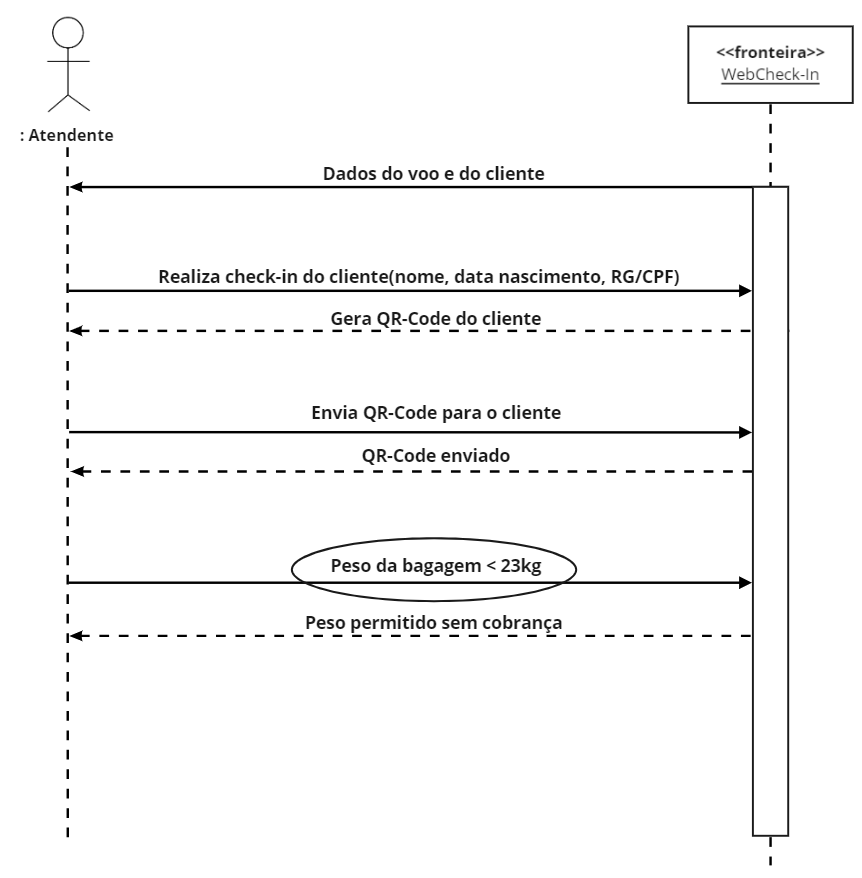 <<fronteira>>
WebCheck-In
: Atendente
Dados do voo e do cliente
Realiza check-in do cliente(nome, data nascimento, RG/CPF)
Gera QR-Code do cliente
Envia QR-Code para o cliente
QR-Code enviado
Peso da bagagem < 23kg
Peso permitido sem cobrança